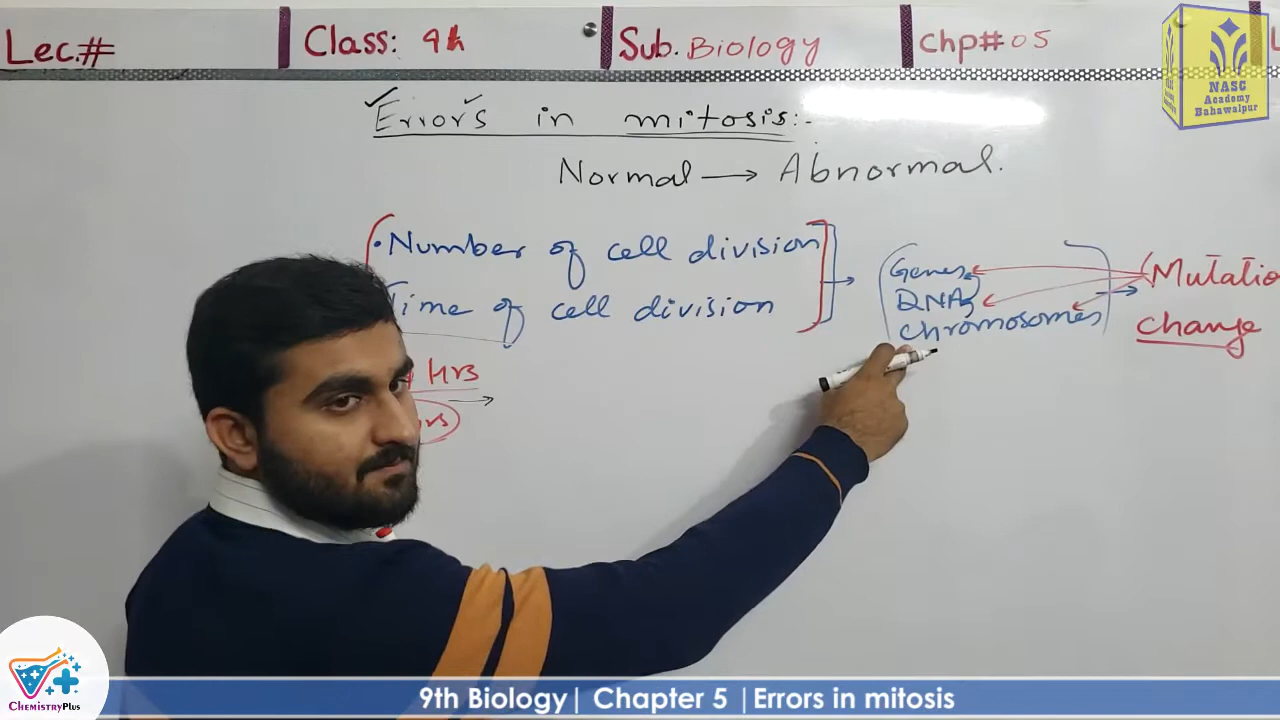 Lec.#
Class: 9th
Sub. Biology
Chp# 05
NASC
Academy
Bahawalpur
Errors in mitosis:-
Normal → Abnormal.
• Number of cell division
Time of cell division
Genes
DNA
chromosomes
Mutatio
change
Hrs
ChemistryPlus
9th Biology| Chapter 5 |Errors in mitosis